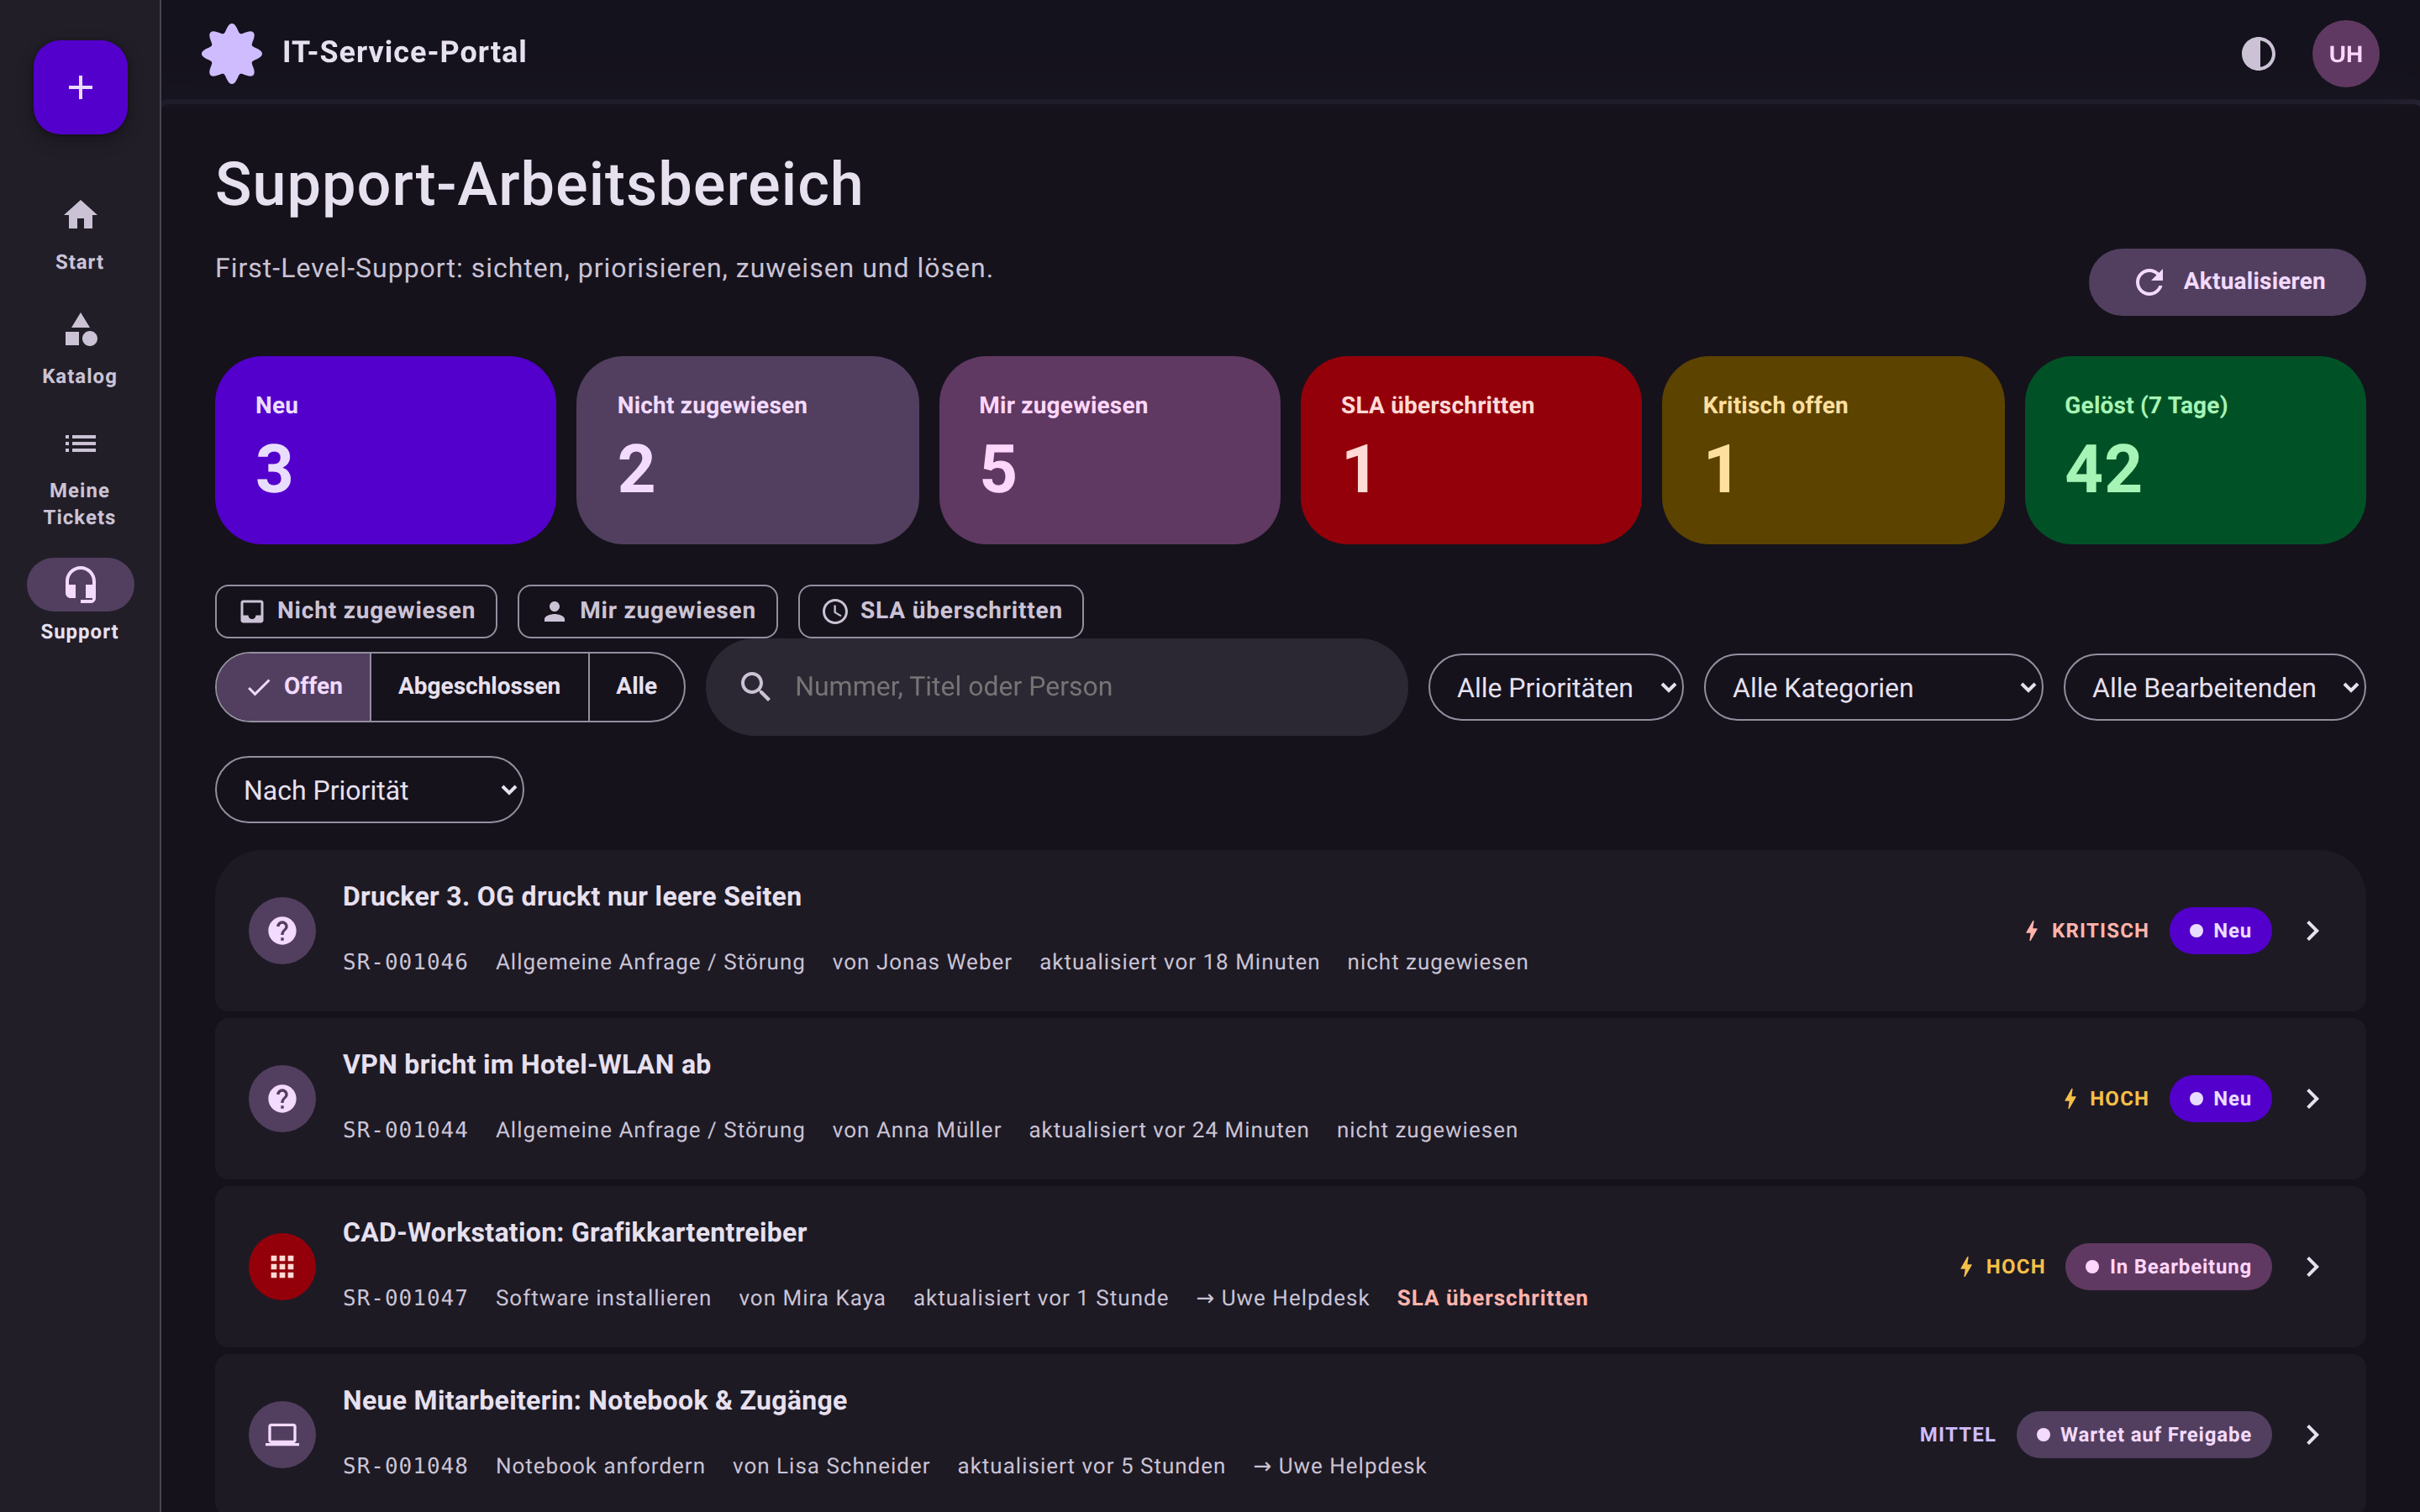 IT-Service-Portal
UH
Start
Katalog
Meine
Tickets
Support
Support-Arbeitsbereich
First-Level-Support: sichten, priorisieren, zuweisen und lösen.
Aktualisieren
Neu
3
Nicht zugewiesen
2
Mir zugewiesen
5
SLA überschritten
1
Kritisch offen
1
Gelöst (7 Tage)
42
Nicht zugewiesen
Mir zugewiesen
SLA überschritten
Offen
Abgeschlossen
Alle
Nummer, Titel oder Person
Alle Prioritäten
Alle Kategorien
Alle Bearbeitenden
Nach Priorität
Drucker 3. OG druckt nur leere Seiten
SR-001046 Allgemeine Anfrage / Störung von Jonas Weber aktualisiert vor 18 Minuten nicht zugewiesen
KRITISCH
Neu
VPN bricht im Hotel-WLAN ab
SR-001044 Allgemeine Anfrage / Störung von Anna Müller aktualisiert vor 24 Minuten nicht zugewiesen
HOCH
Neu
CAD-Workstation: Grafikkartentreiber
SR-001047 Software installieren von Mira Kaya aktualisiert vor 1 Stunde → Uwe Helpdesk SLA überschritten
HOCH
In Bearbeitung
Neue Mitarbeiterin: Notebook & Zugänge
SR-001048 Notebook anfordern von Lisa Schneider aktualisiert vor 5 Stunden → Uwe Helpdesk
MITTEL
Wartet auf Freigabe